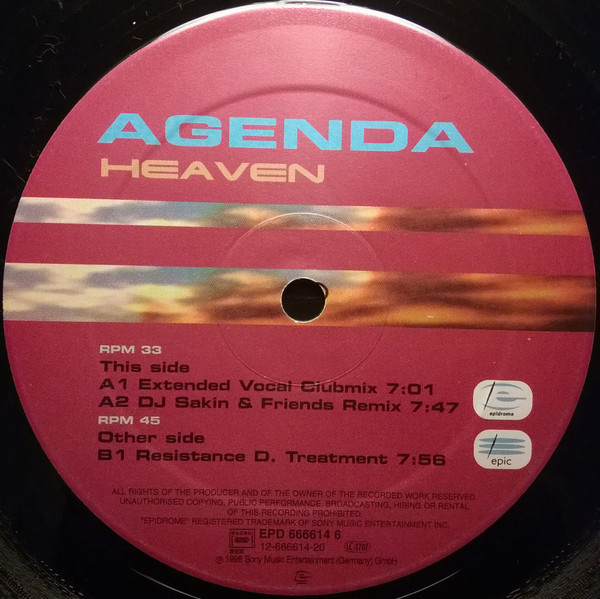 AGENDA
HEAVEN
RPM 33
This side
A1 Extended Vocal Clubmix 7:01
A2 DJ Sakin & Friends Remix 7:47
RPM 45
Other side
B1 Resistance D. Treatment 7:56
epidrome
epic
ALL RIGHTS OF THE PRODUCER AND OF THE OWNER OF THE RECORDED WORK RESERVED.
UNAUTHORISED COPYING, PUBLIC PERFORMANCE, BROADCASTING, HIRING OR RENTAL
OF THIS RECORDING PROHIBITED.
"EPIDROME" REGISTERED TRADEMARK OF SONY MUSIC ENTERTAINMENT INC.
EPD 666614 6
12-666614-20
LC 0707
℗ 1998 Sony Music Entertainment (Germany) GmbH